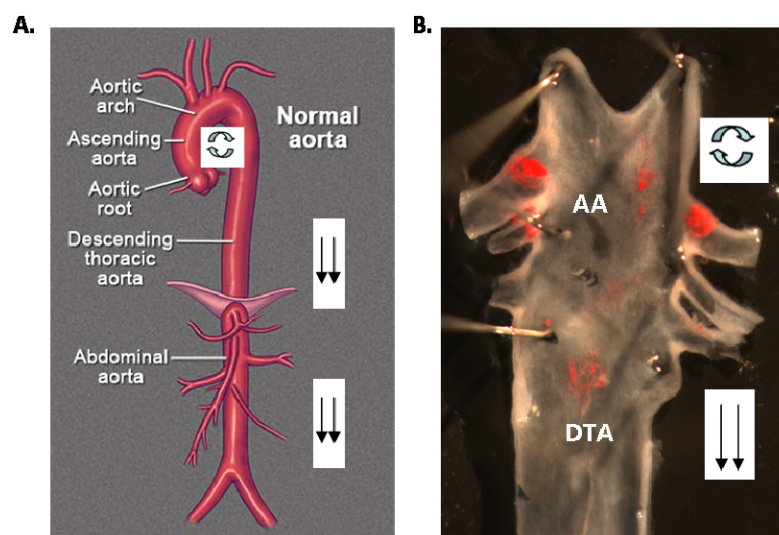 A.
Aortic
arch
Ascending
aorta
Aortic
root
Descending
thoracic
aorta
Abdominal
aorta
Normal
aorta
B.
AA
DTA